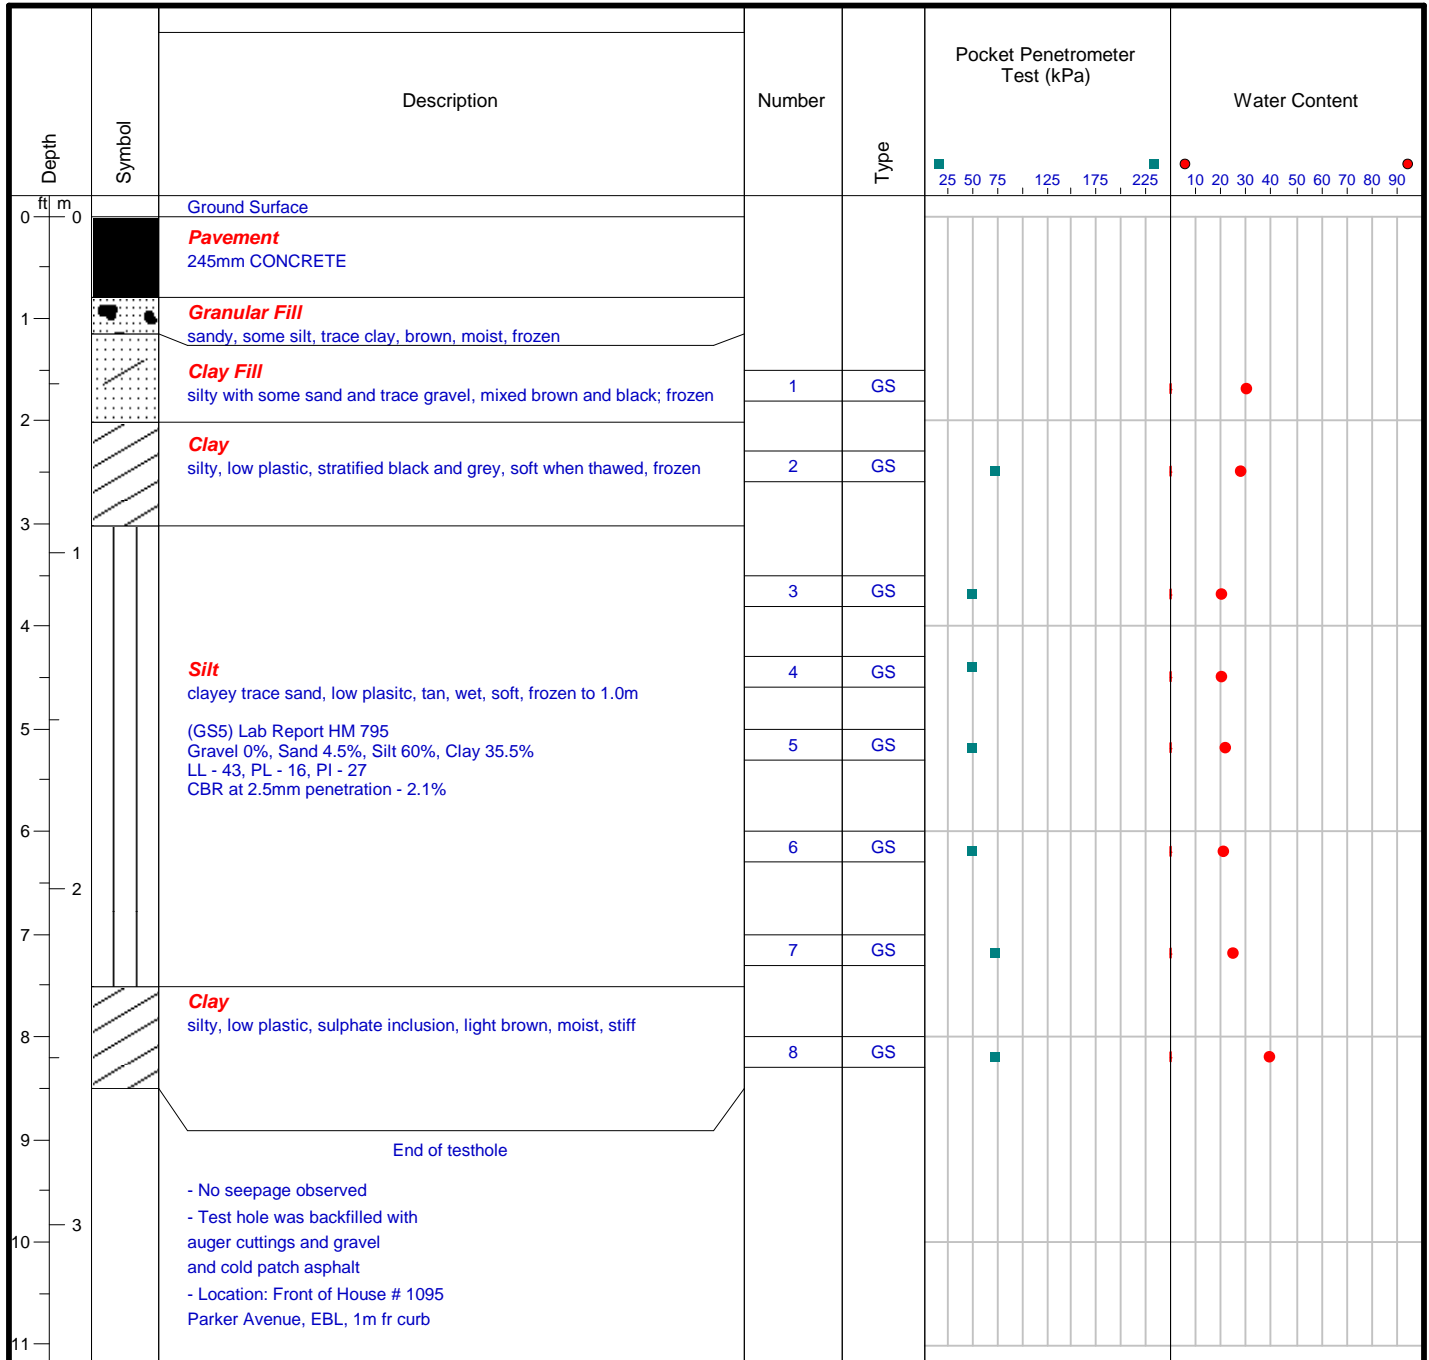 Depth
Symbol
Description
Number
Type
Pocket Penetrometer
Test (kPa)
Water Content
25 50 75 125 175 225
10 20 30 40 50 60 70 80 90
ft m
0 0
Ground Surface
Pavement
245mm CONCRETE
Granular Fill
1
sandy, some silt, trace clay, brown, moist, frozen
Clay Fill
silty with some sand and trace gravel, mixed brown and black; frozen
1 GS
2
Clay
silty, low plastic, stratified black and grey, soft when thawed, frozen
2 GS
3
1
3 GS
4
Silt
4 GS
clayey trace sand, low plasitc, tan, wet, soft, frozen to 1.0m
5
(GS5) Lab Report HM 795
Gravel 0%, Sand 4.5%, Silt 60%, Clay 35.5%
5 GS
LL - 43, PL - 16, PI - 27
CBR at 2.5mm penetration - 2.1%
6
6 GS
2
7
7 GS
Clay
silty, low plastic, sulphate inclusion, light brown, moist, stiff
8
8 GS
9
End of testhole
- No seepage observed
- Test hole was backfilled with
3
auger cuttings and gravel
10
and cold patch asphalt
- Location: Front of House # 1095
Parker Avenue, EBL, 1m fr curb
11